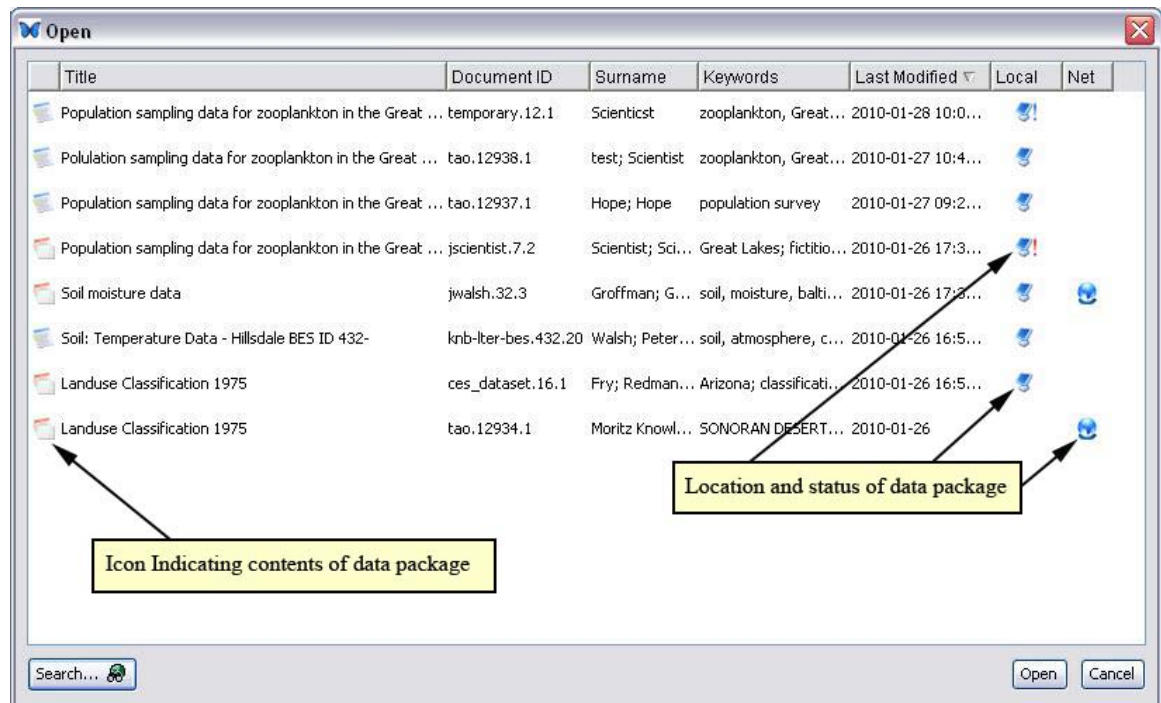 Open
Title Document ID Surname Keywords Last Modified Local Net
Population sampling data for zooplankton in the Great ... temporary.12.1 Scienticst zooplankton, Great... 2010-01-28 10:0...
Polulation sampling data for zooplankton in the Great ... tao.12938.1 test; Scientist zooplankton, Great... 2010-01-27 10:4...
Population sampling data for zooplankton in the Great ... tao.12937.1 Hope; Hope population survey 2010-01-27 09:2...
Population sampling data for zooplankton in the Great ... jscientist.7.2 Scientist; Sci... Great Lakes; fictitio... 2010-01-26 17:3...
Soil moisture data jwalsh.32.3 Groffman; G... soil, moisture, balti... 2010-01-26 17:3...
Soil: Temperature Data - Hillsdale BES ID 432- knb-lter-bes.432.20 Walsh; Peter... soil, atmosphere, c... 2010-01-26 16:5...
Landuse Classification 1975 ces_dataset.16.1 Fry; Redman... Arizona; classificati... 2010-01-26 16:5...
Landuse Classification 1975 tao.12934.1 Moritz Knowl... SONORAN DESERT... 2010-01-26
Location and status of data package
Icon Indicating contents of data package
Search... Open Cancel